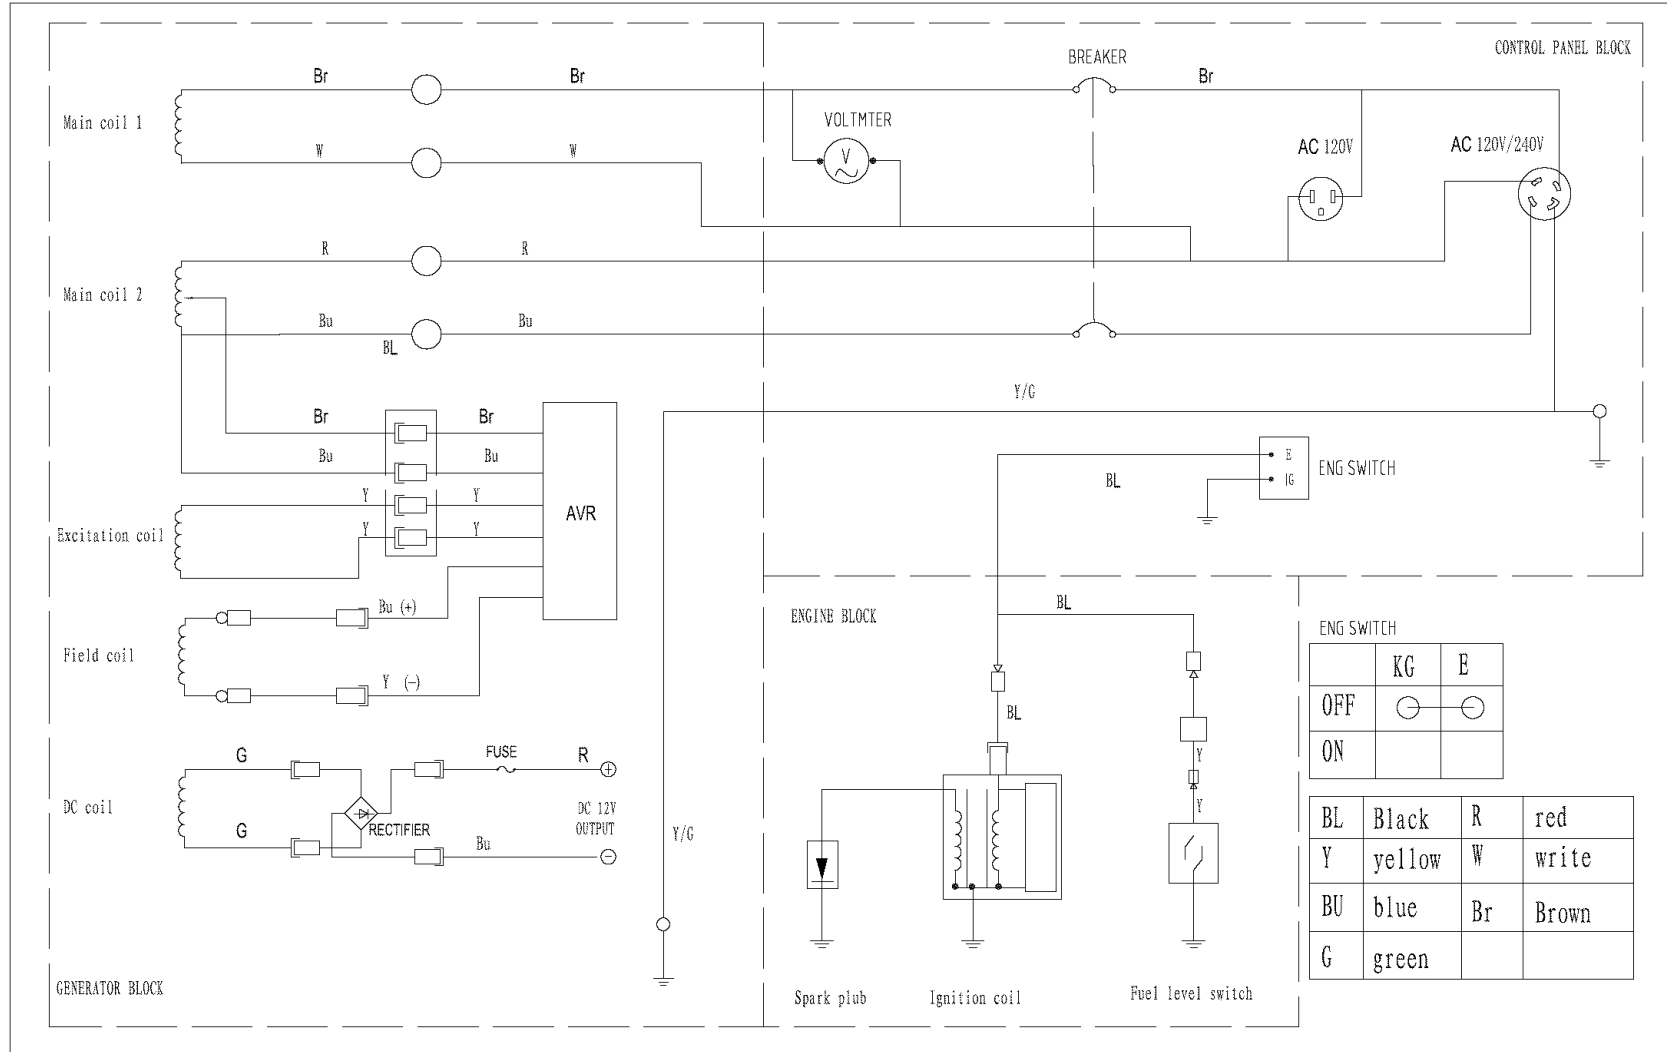 CONTROL PANEL BLOCK
BREAKER
Br
Br
Br
Main coil 1
VOLTMTER
V
AC 120V
AC 120V/240V
W
W
R
R
Main coil 2
Bu
Bu
BL
Y/G
Br
Br
Bu
Bu
Y
Y
Y
Y
AVR
Excitation coil
E
IG
ENG SWITCH
BL
Bu (+)
Field coil
Y (-)
ENGINE BLOCK
BL
BL
Y
Y
G
FUSE
R
DC coil
DC 12V
OUTPUT
G
RECTIFIER
Bu
Y/G
GENERATOR BLOCK
Spark plub
Ignition coil
Fuel level switch
ENG SWITCH
KG E
OFF
ON
BL Black R red
Y yellow W write
BU blue Br Brown
G green